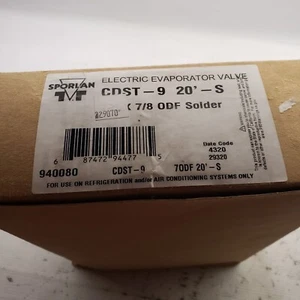 SPORLAN
ELECTRIC EVAPORATOR VALVE
CDST-9 20'-S
X 7/8 ODF Solder
Date Code
4320
29320
6 87472 94477 5
940080 CDST-9 7ODF 20'-S
FOR USE ON REFRIGERATION and/or AIR CONDITIONING SYSTEMS ONLY